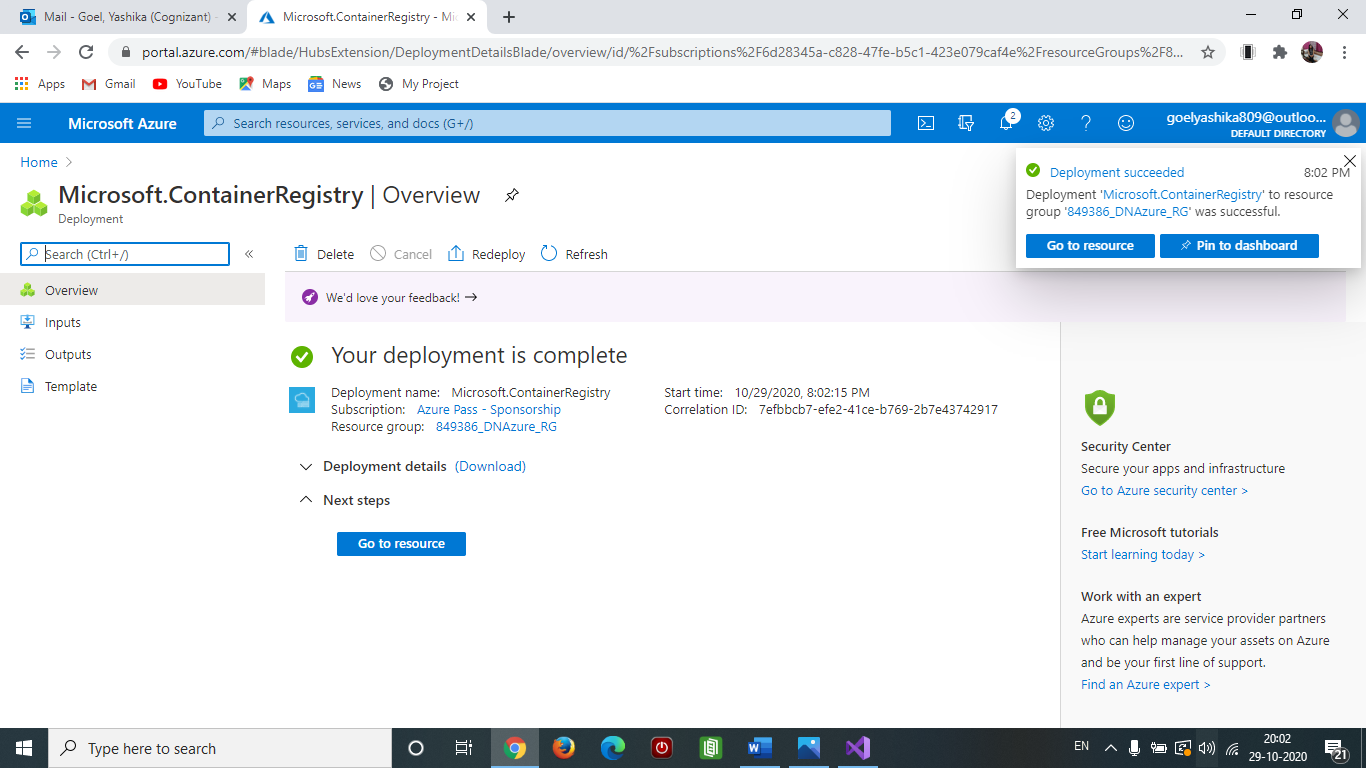 Mail - Goel, Yashika (Cognizant) -
Microsoft.ContainerRegistry - Mi
portal.azure.com/#blade/HubsExtension/DeploymentDetailsBlade/overview/id/%2Fsubscriptions%2F6d28345a-c828-47fe-b5c1-423e079caf4e%2FresourceGroups%2F8...
Apps Gmail YouTube Maps News My Project
Microsoft Azure
Search resources, services, and docs (G+/)
2
goelyashika809@outloo...
DEFAULT DIRECTORY
Home
Microsoft.ContainerRegistry | Overview
Deployment
Deployment succeeded 8:02 PM
Deployment 'Microsoft.ContainerRegistry' to resource
group '849386_DNAzure_RG' was successful.
Go to resource Pin to dashboard
Search (Ctrl+/)
Overview
Inputs
Outputs
Template
Delete Cancel Redeploy Refresh
We'd love your feedback! →
Your deployment is complete
Deployment name: Microsoft.ContainerRegistry
Subscription: Azure Pass - Sponsorship
Resource group: 849386_DNAzure_RG
Start time: 10/29/2020, 8:02:15 PM
Correlation ID: 7efbbcb7-efe2-41ce-b769-2b7e43742917
Deployment details (Download)
Next steps
Go to resource
Security Center
Secure your apps and infrastructure
Go to Azure security center >
Free Microsoft tutorials
Start learning today >
Work with an expert
Azure experts are service provider partners
who can help manage your assets on Azure
and be your first line of support.
Find an Azure expert >
Type here to search
EN
20:02
29-10-2020
21